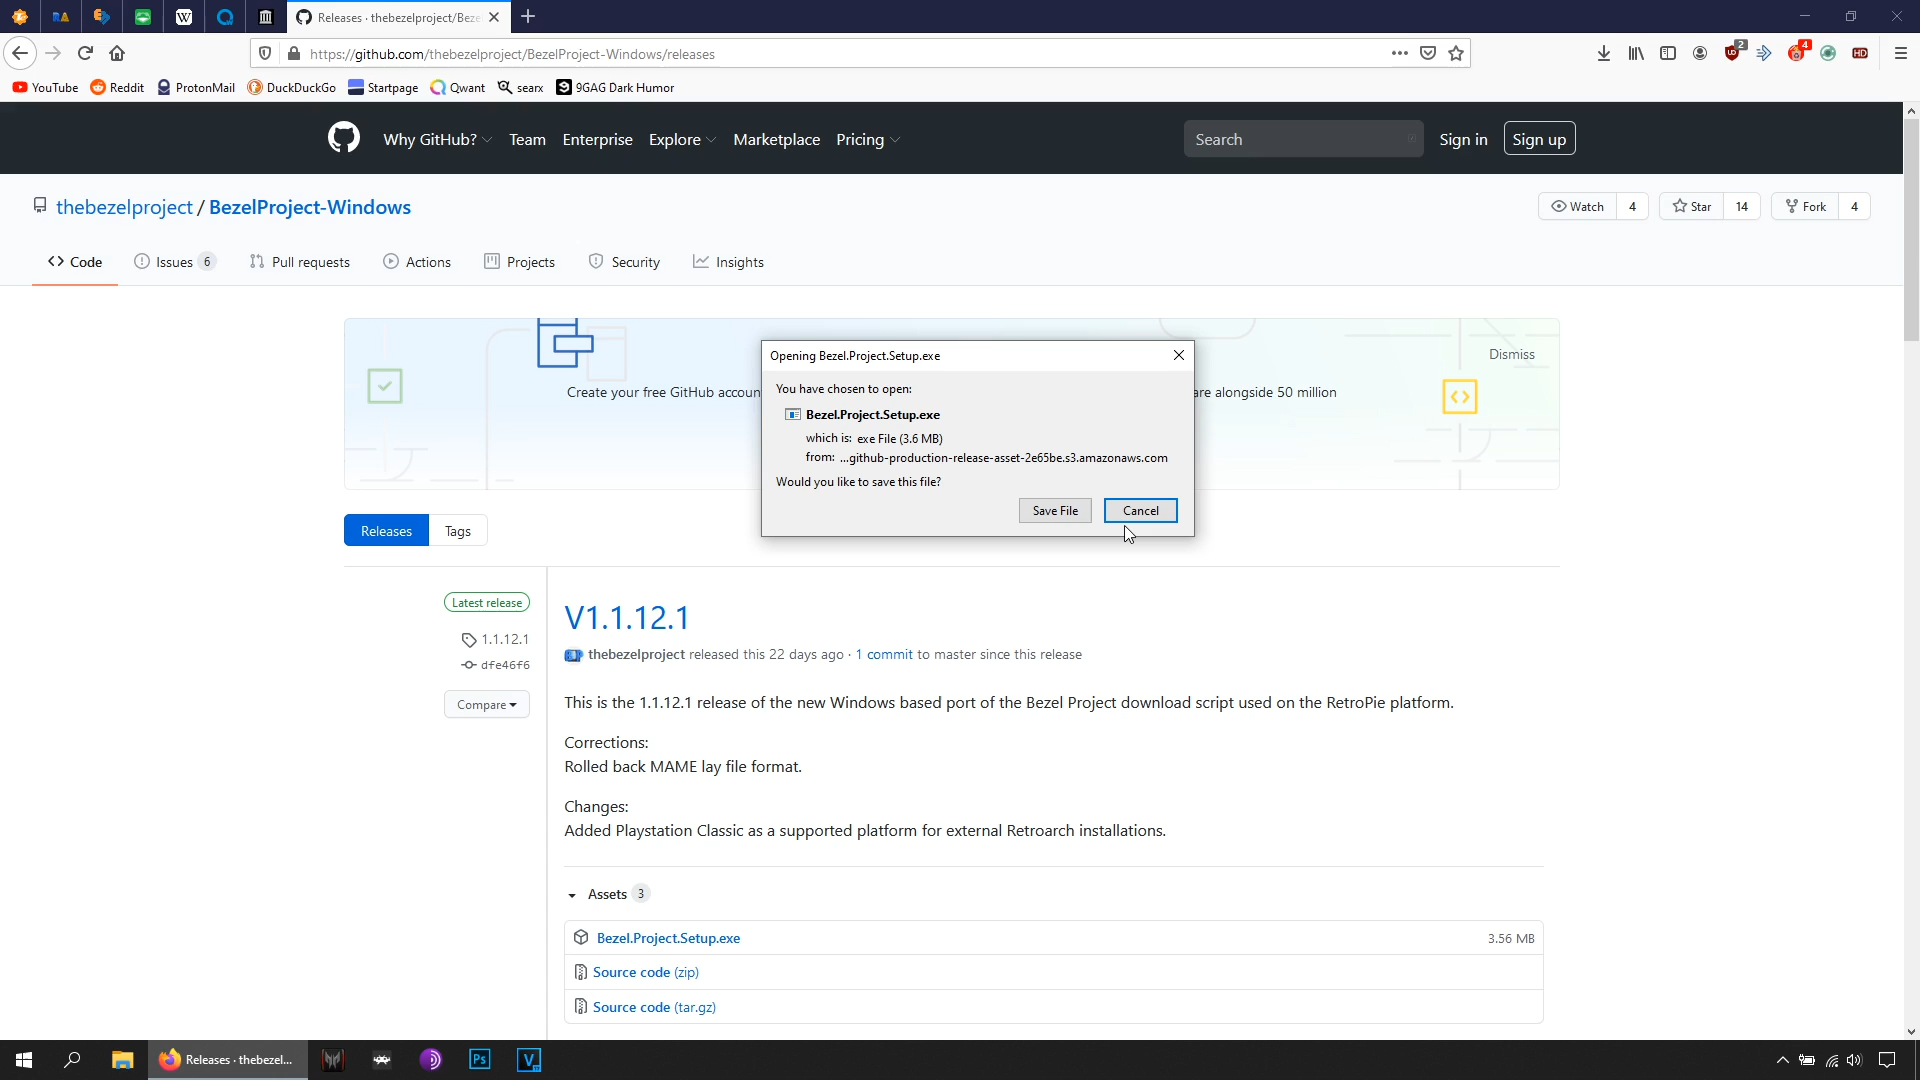 Releases · thebezelproject/Beze
https://github.com/thebezelproject/BezelProject-Windows/releases
2
4
HD
YouTube
Reddit
ProtonMail
DuckDuckGo
Startpage
Qwant
searx
9GAG Dark Humor
Why GitHub?
Team
Enterprise
Explore
Marketplace
Pricing
Search
Sign in
Sign up
thebezelproject / BezelProject-Windows
Watch 4
Star 14
Fork 4
Code
Issues 6
Pull requests
Actions
Projects
Security
Insights
Dismiss
Create your free GitHub accoun
are alongside 50 million
Opening Bezel.Project.Setup.exe
You have chosen to open:
Bezel.Project.Setup.exe
which is: exe File (3.6 MB)
from: ...github-production-release-asset-2e65be.s3.amazonaws.com
Would you like to save this file?
Save File
Cancel
Releases
Tags
Latest release
1.1.12.1
dfe46f6
Compare
V1.1.12.1
thebezelproject released this 22 days ago · 1 commit to master since this release
This is the 1.1.12.1 release of the new Windows based port of the Bezel Project download script used on the RetroPie platform.
Corrections:
Rolled back MAME lay file format.
Changes:
Added Playstation Classic as a supported platform for external Retroarch installations.
Assets 3
Bezel.Project.Setup.exe
3.56 MB
Source code (zip)
Source code (tar.gz)
Releases · thebezel...
Ps
V